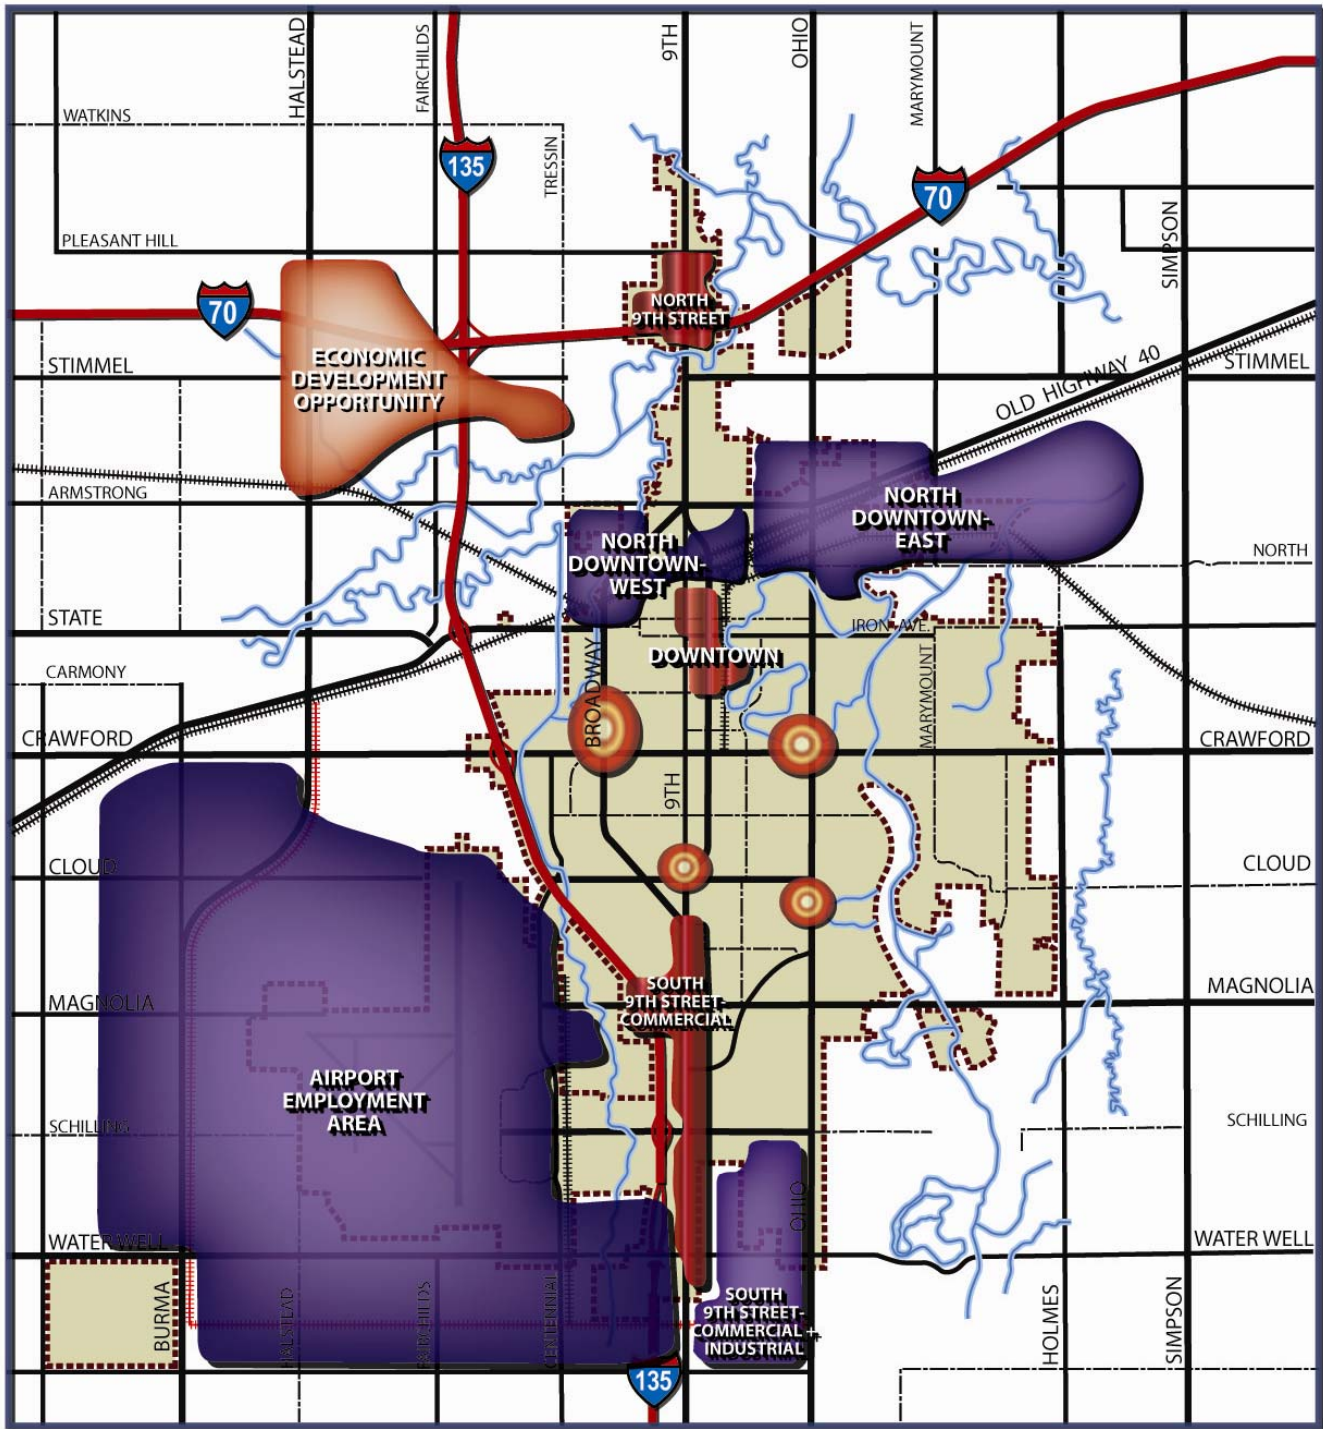 HALSTEAD
FAIRCHILDS
9TH
OHIO
MARYMOUNT
WATKINS
TRESSIN
135
70
SIMPSON
PLEASANT HILL
70
NORTH
9TH STREET
STIMMEL
ECONOMIC
DEVELOPMENT
OPPORTUNITY
OLD HIGHWAY 40
STIMMEL
ARMSTRONG
NORTH
DOWNTOWN-
EAST
NORTH
DOWNTOWN-
WEST
NORTH
STATE
IRON AVE.
BROADWAY
DOWNTOWN
MARYMOUNT
CARMONY
CRAWFORD
CRAWFORD
9TH
CLOUD
CLOUD
MAGNOLIA
SOUTH
9TH STREET-
COMMERCIAL
MAGNOLIA
AIRPORT
EMPLOYMENT
AREA
SCHILLING
SCHILLING
OHIO
WATER WELL
WATER WELL
BURMA
HALSTEAD
FAIRCHILDS
CENTENNIAL
SOUTH
9TH STREET-
COMMERCIAL +
INDUSTRIAL
HOLMES
SIMPSON
135